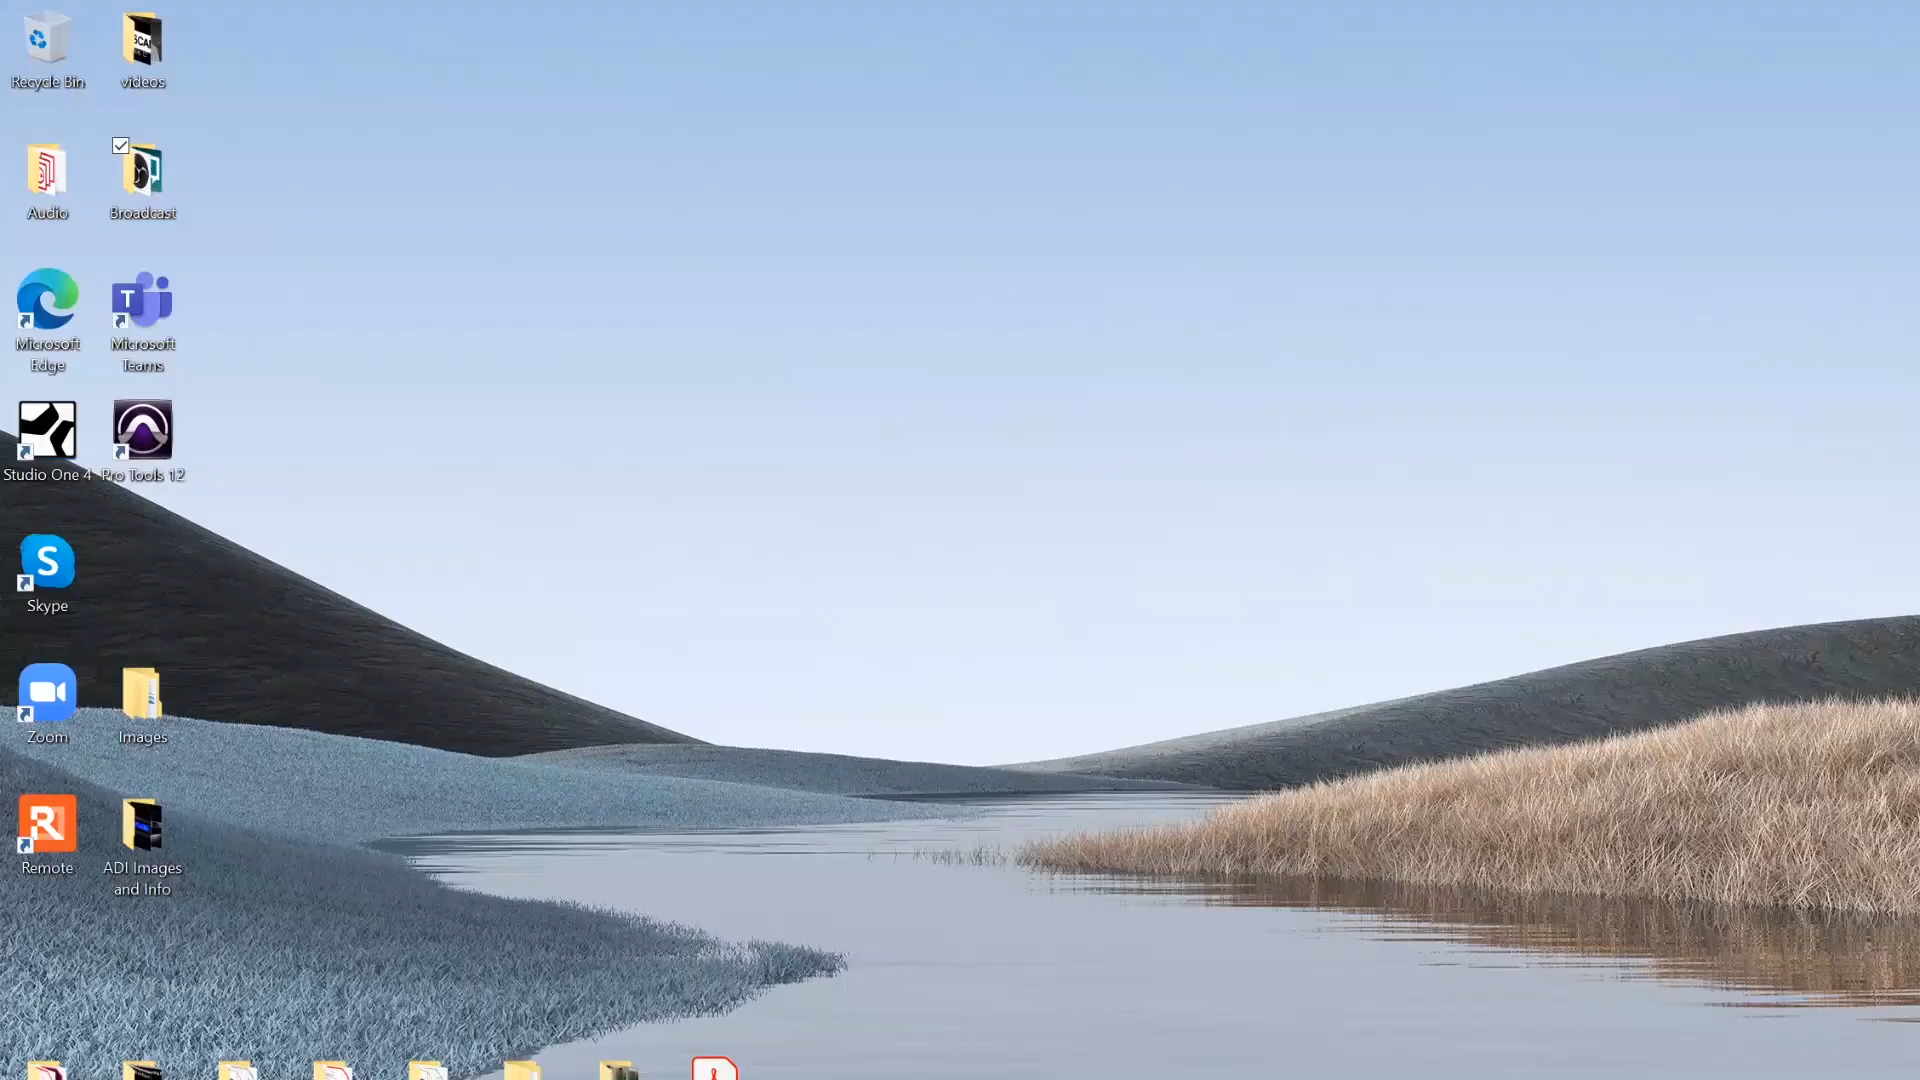 Recycle Bin
videos
SCA
Audio
Broadcast
T
Microsoft
Edge
Microsoft
Teams
Studio One 4
Pro Tools 12
S
Skype
Zoom
Images
R
Remote
ADI Images
and Info